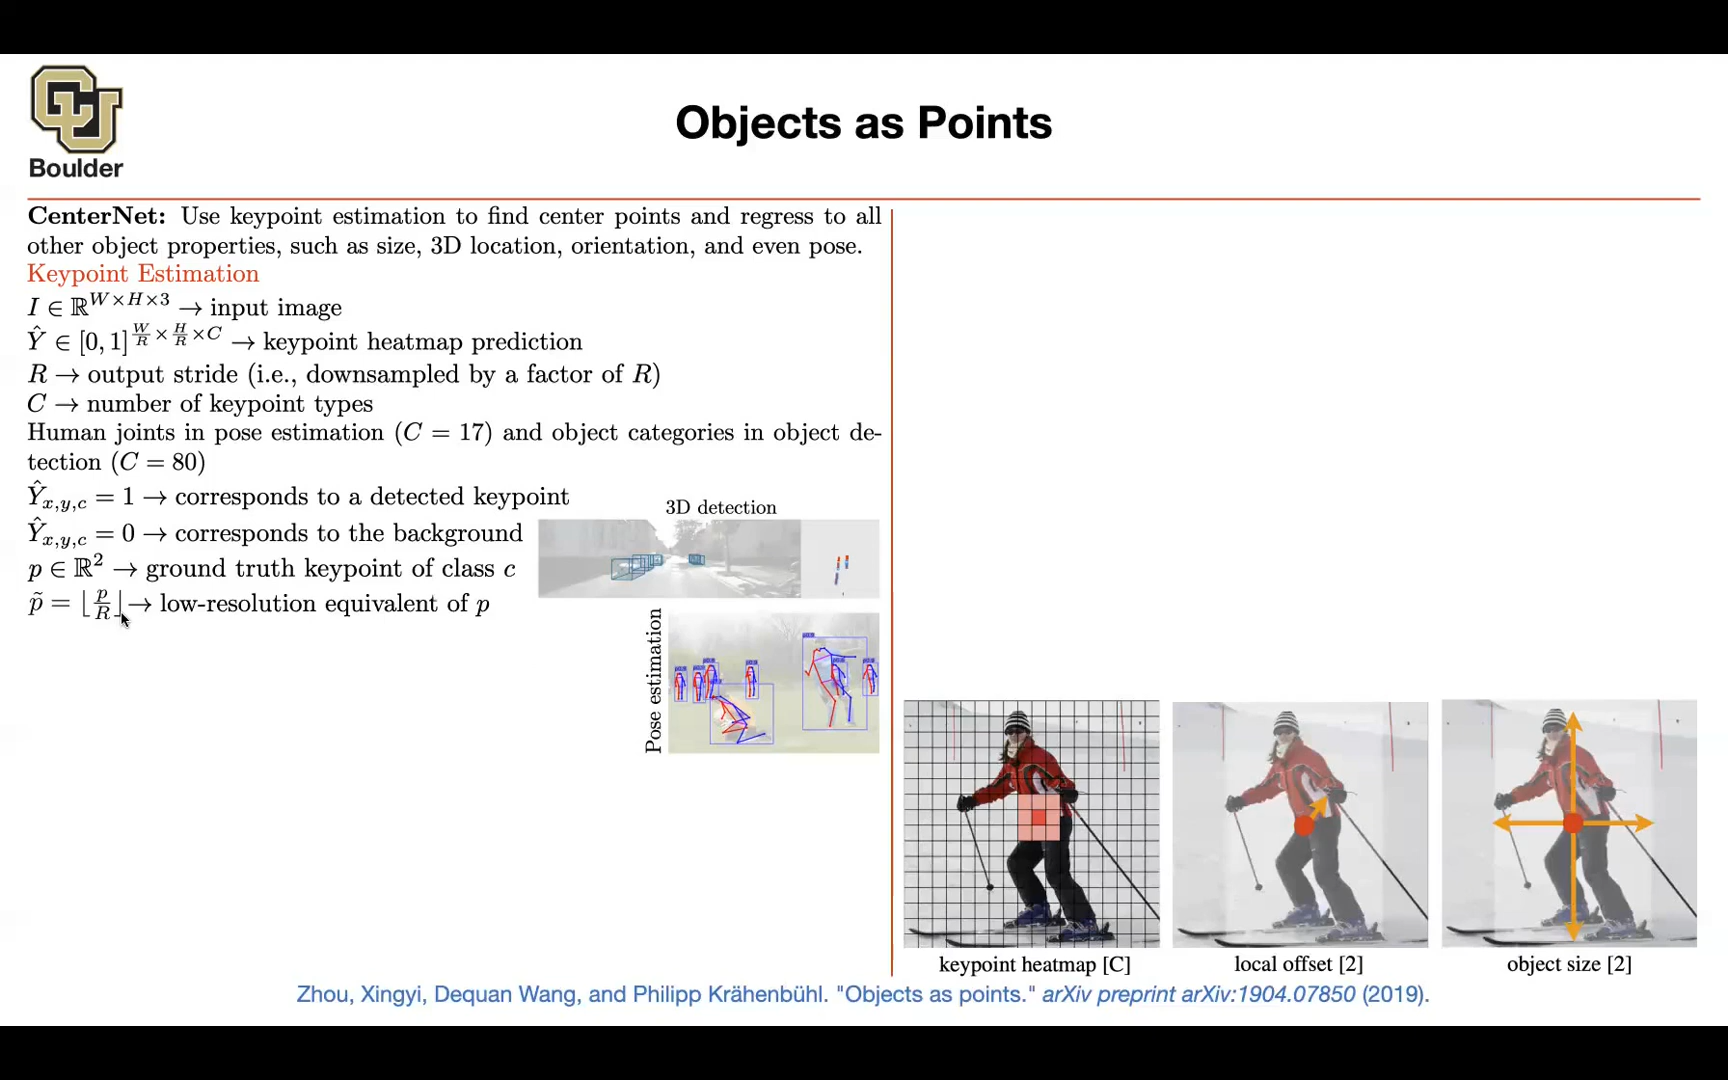 Boulder
Objects as Points
CenterNet: Use keypoint estimation to find center points and regress to all
other object properties, such as size, 3D location, orientation, and even pose.
Keypoint Estimation
I ∈ ℝ^{W×H×3} → input image
Ŷ ∈ [0, 1]^{\frac{W}{R}×\frac{H}{R}×C} → keypoint heatmap prediction
R → output stride (i.e., downsampled by a factor of R)
C → number of keypoint types
Human joints in pose estimation (C = 17) and object categories in object de-
tection (C = 80)
Ŷ_{x,y,c} = 1 → corresponds to a detected keypoint
Ŷ_{x,y,c} = 0 → corresponds to the background
p ∈ ℝ² → ground truth keypoint of class c
p̃ = ⌊\frac{p}{R}⌋ → low-resolution equivalent of p
3D detection
Pose estimation
keypoint heatmap [C]
local offset [2]
object size [2]
Zhou, Xingyi, Dequan Wang, and Philipp Krähenbühl. "Objects as points." arXiv preprint arXiv:1904.07850 (2019).